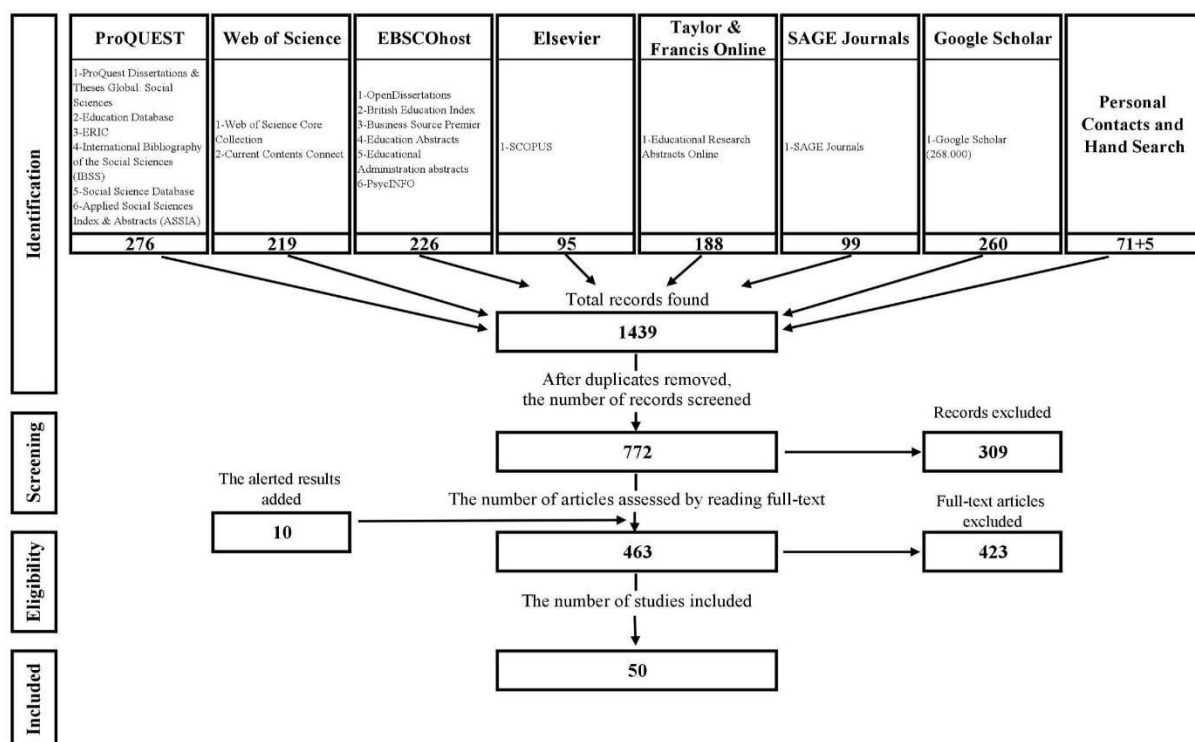 Identification
ProQUEST
1-ProQuest Dissertations &
Theses Global: Social
Sciences
2-Education Database
3-ERIC
4-International Bibliography
of the Social Sciences
(IBSS)
5-Social Science Database
6-Applied Social Sciences
Index & Abstracts (ASSIA)
276
Web of Science
1-Web of Science Core
Collection
2-Current Contents Connect
219
EBSCOhost
1-OpenDissertations
2-British Education Index
3-Business Source Premier
4-Education Abstracts
5-Educational
Administration abstracts
6-PsycINFO
226
Elsevier
1-SCOPUS
95
Taylor &
Francis Online
1-Educational Research
Abstracts Online
188
SAGE Journals
1-SAGE Journals
99
Google Scholar
1-Google Scholar
(268.000)
260
Personal
Contacts and
Hand Search
71+5
Total records found
1439
After duplicates removed,
the number of records screened
Screening
772
Records excluded
309
The alerted results
added
10
The number of articles assessed by reading full-text
Eligibility
463
Full-text articles
excluded
423
The number of studies included
Included
50